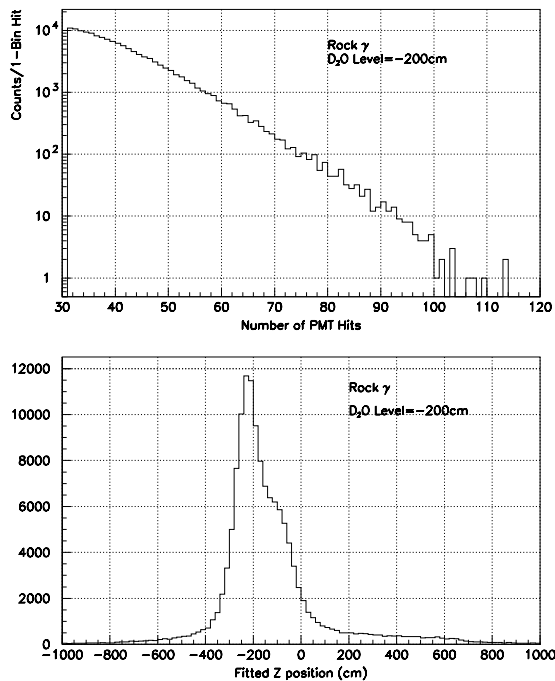 Counts/1-Bin Hit
10⁴
10³
10²
10
1
Rock γ
D₂O Level=−200cm
30 40 50 60 70 80 90 100 110 120
Number of PMT Hits
12000
10000
8000
6000
4000
2000
0
Rock γ
D₂O Level=−200cm
−1000 −800 −600 −400 −200 0 200 400 600 800 1000
Fitted Z position (cm)